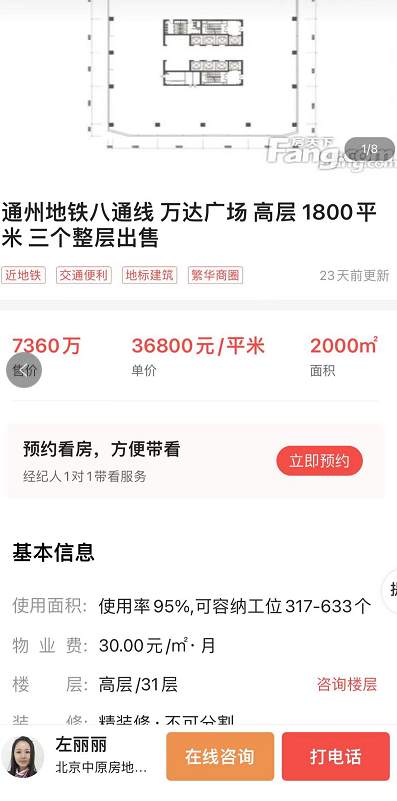 房天下
Fang.com
1/8
通州地铁八通线 万达广场 高层 1800平
米 三个整层出售
近地铁 交通便利 地标建筑 繁华商圈 23天前更新
7360万 36800元/平米 2000㎡
售价 单价 面积
预约看房，方便带看
经纪人1对1带看服务
立即预约
基本信息
使用面积: 使用率95%,可容纳工位317-633个
物业费: 30.00元/㎡·月
楼层: 高层/31层 咨询楼层
装修: 精装修·不可分割
左丽丽
北京中原房地...
在线咨询
打电话